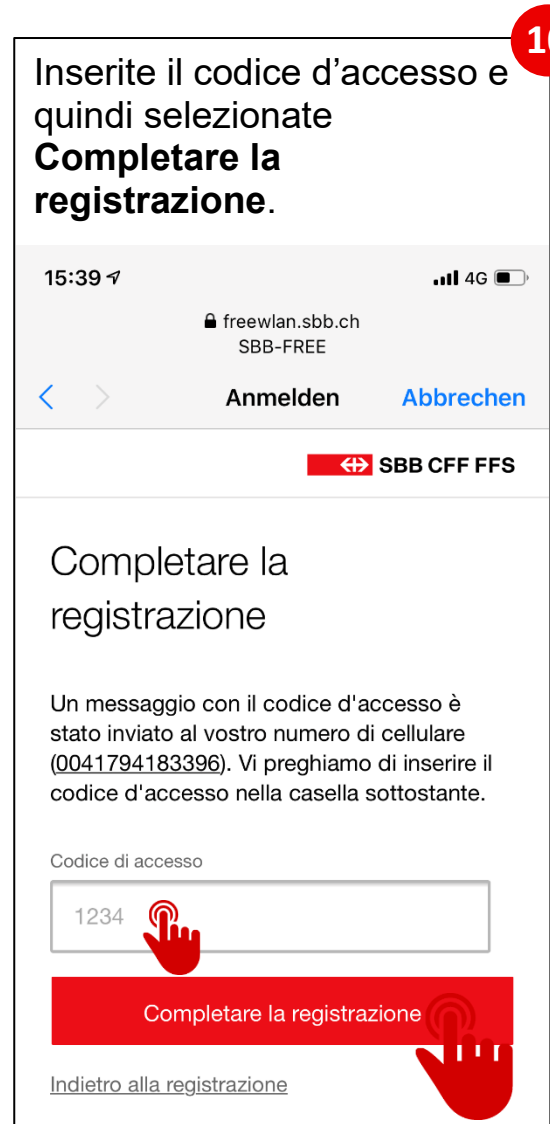 10
Inserite il codice d’accesso e
quindi selezionate
Completare la
registrazione.
15:39 4G
freewlan.sbb.ch
SBB-FREE
Anmelden Abbrechen
SBB CFF FFS
Completare la
registrazione
Un messaggio con il codice d'accesso è
stato inviato al vostro numero di cellulare
(0041794183396). Vi preghiamo di inserire il
codice d'accesso nella casella sottostante.
Codice di accesso
1234
Completare la registrazione
Indietro alla registrazione